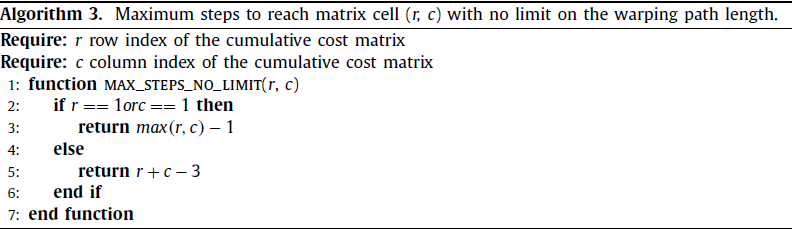 Algorithm 3. Maximum steps to reach matrix cell (r, c) with no limit on the warping path length.
Require: r row index of the cumulative cost matrix
Require: c column index of the cumulative cost matrix
1: function MAX_STEPS_NO_LIMIT(r, c)
2: if r == 1orc == 1 then
3: return max(r, c) − 1
4: else
5: return r + c − 3
6: end if
7: end function